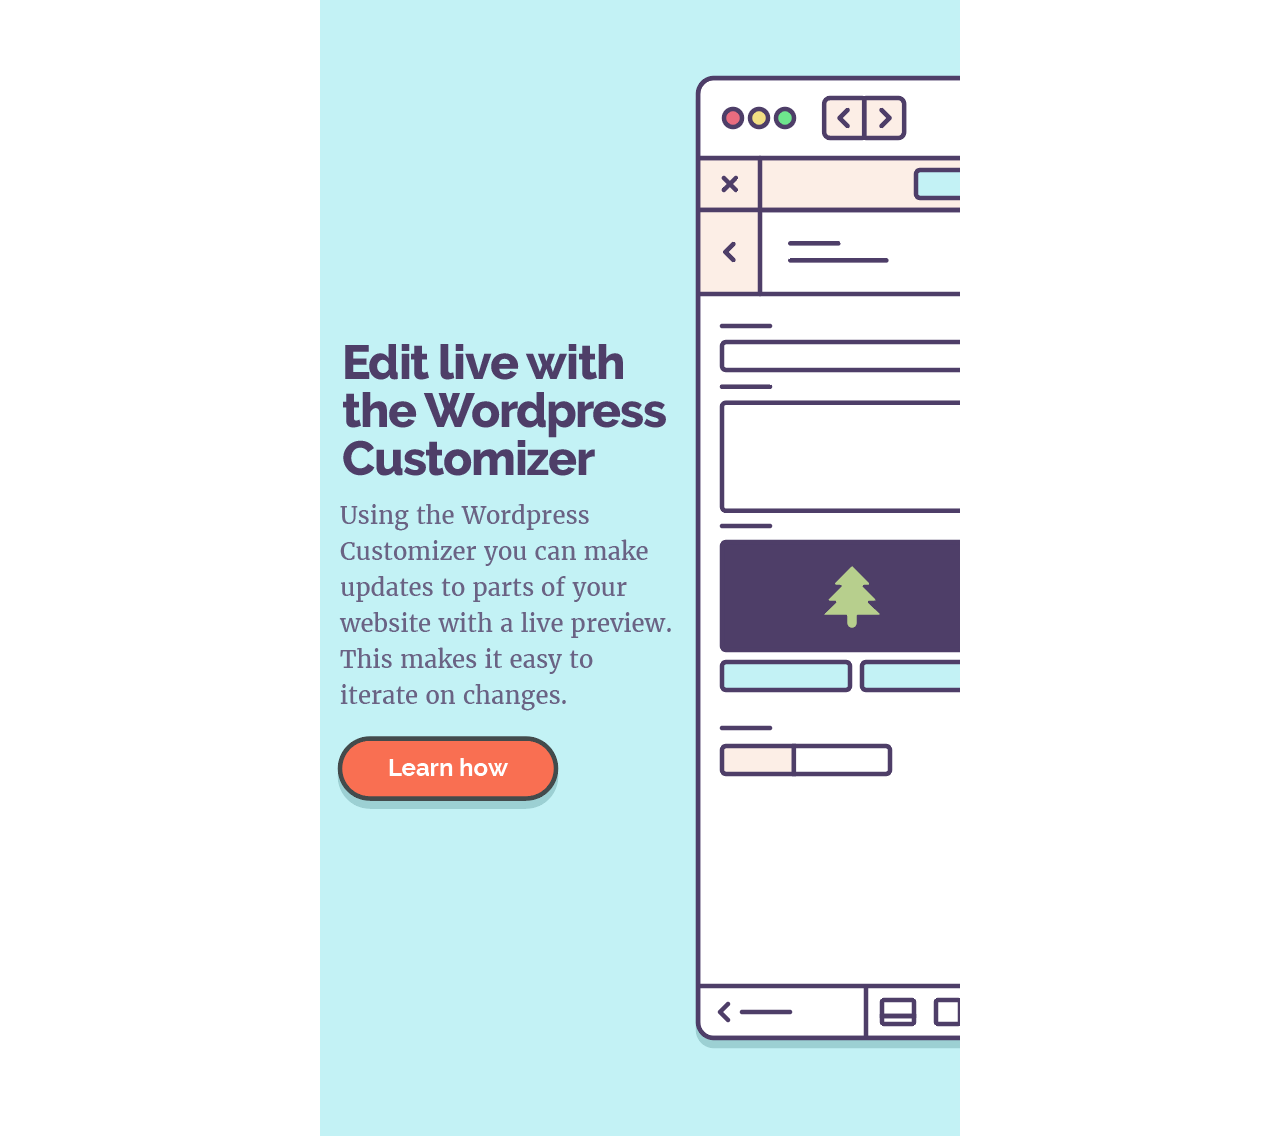 Edit live with
the Wordpress
Customizer
Using the Wordpress
Customizer you can make
updates to parts of your
website with a live preview.
This makes it easy to
iterate on changes.
Learn how